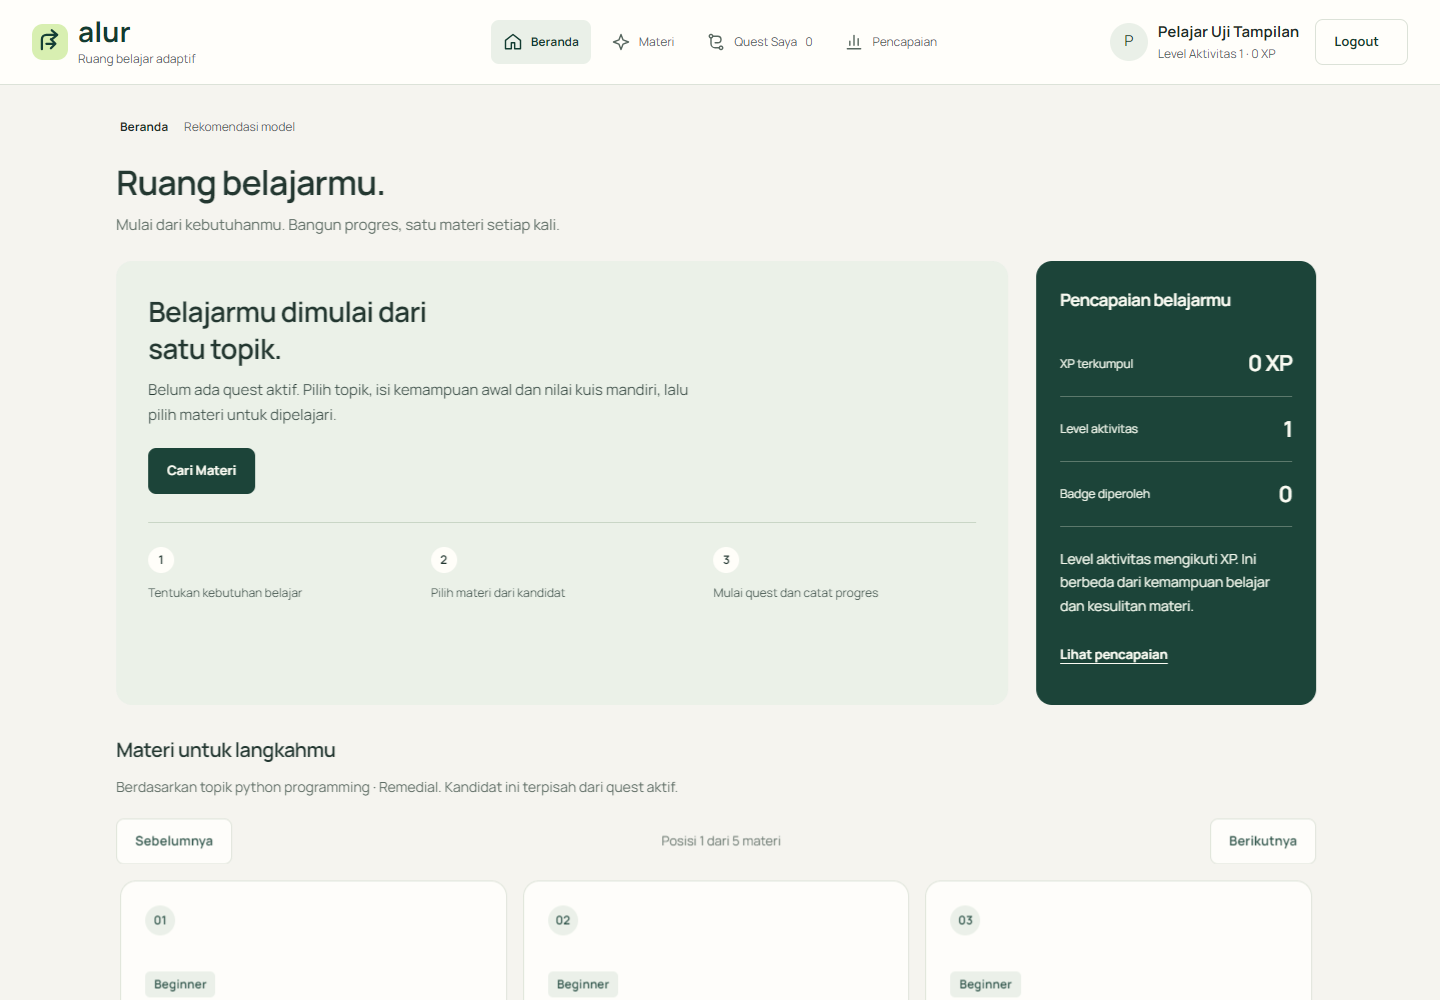 alur
Ruang belajar adaptif
Beranda
Materi
Quest Saya 0
Pencapaian
P
Pelajar Uji Tampilan
Level Aktivitas 1 · 0 XP
Logout
Beranda
Rekomendasi model
Ruang belajarmu.
Mulai dari kebutuhanmu. Bangun progres, satu materi setiap kali.
Belajarmu dimulai dari
satu topik.
Belum ada quest aktif. Pilih topik, isi kemampuan awal dan nilai kuis mandiri, lalu
pilih materi untuk dipelajari.
Cari Materi
1
Tentukan kebutuhan belajar
2
Pilih materi dari kandidat
3
Mulai quest dan catat progres
Pencapaian belajarmu
XP terkumpul
0 XP
Level aktivitas
1
Badge diperoleh
0
Level aktivitas mengikuti XP. Ini
berbeda dari kemampuan belajar
dan kesulitan materi.
Lihat pencapaian
Materi untuk langkahmu
Berdasarkan topik python programming · Remedial. Kandidat ini terpisah dari quest aktif.
Sebelumnya
Posisi 1 dari 5 materi
Berikutnya
01
Beginner
02
Beginner
03
Beginner